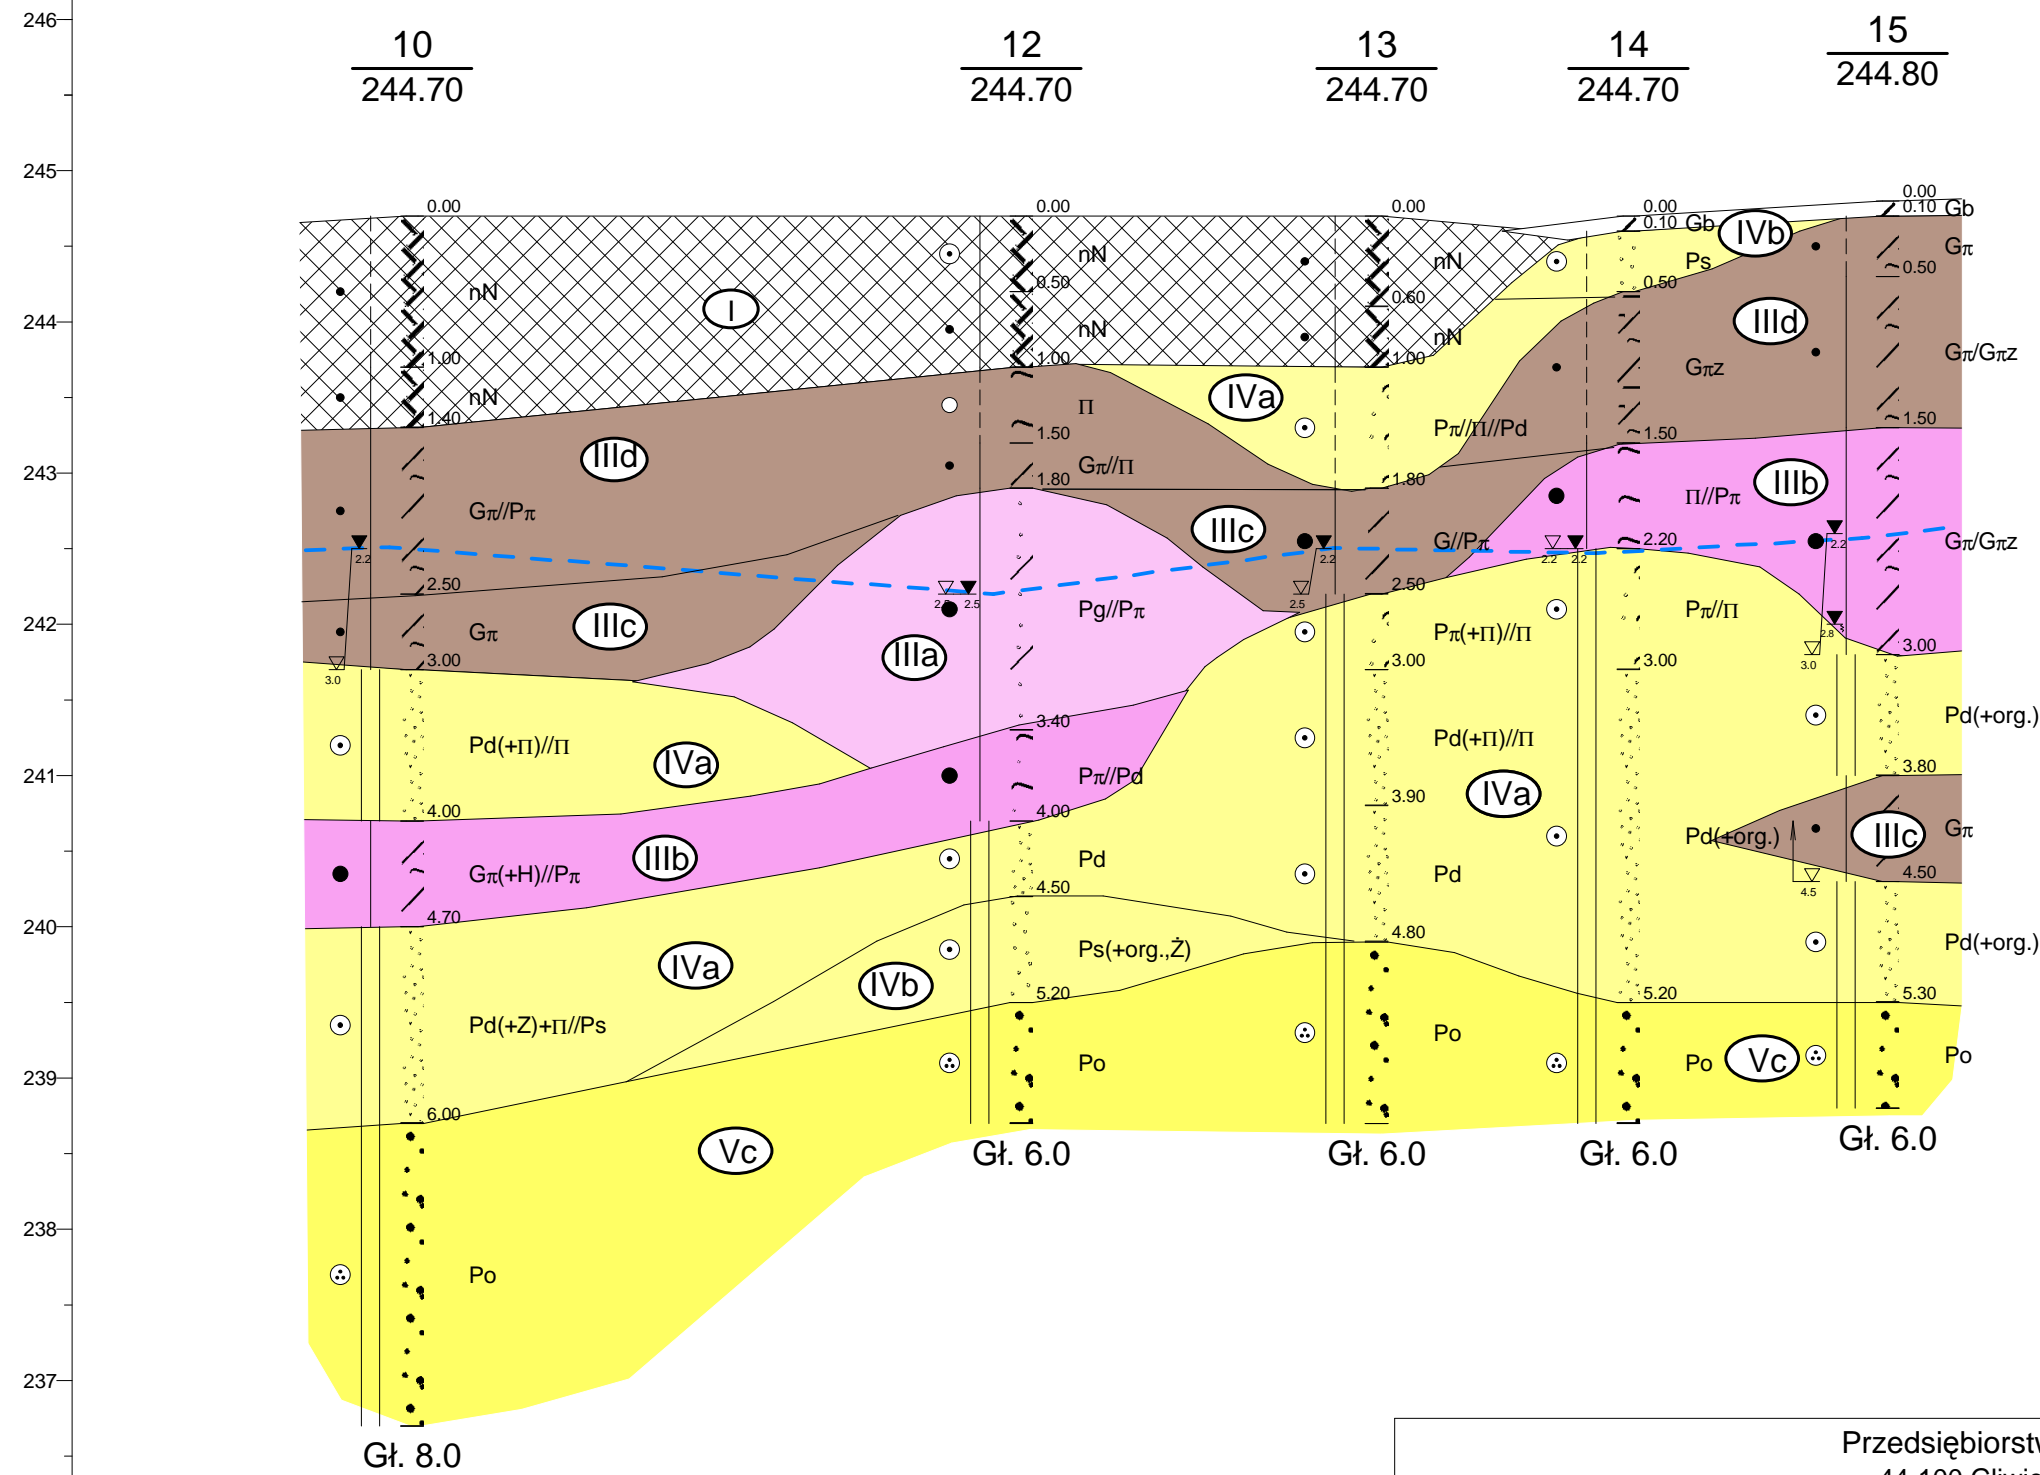 246
245
244
243
242
241
240
239
238
237
10
244.70
12
244.70
13
244.70
14
244.70
15
244.80
0.00
nN
1.00
nN
1.40
Gπ//Pπ
2.2
2.50
Gπ
3.00
3.0
Pd(+Π)//Π
4.00
Gπ(+H)//Pπ
4.70
Pd(+Z)+Π//Ps
6.00
Po
Gł. 8.0
I
IIId
IIIc
IVa
IIIb
IVa
Vc
0.00
nN
0.50
nN
1.00
Π
1.50
Gπ//Π
1.80
2.5
Pg//Pπ
3.40
Pπ//Pd
4.00
Pd
4.50
Ps(+org.,Ż)
5.20
Po
Gł. 6.0
IIIa
IVb
0.00
nN
0.60
nN
1.00
Pπ//Π//Pd
1.80
G//Pπ
2.2
2.50
2.5
Pπ(+Π)//Π
3.00
Pd(+Π)//Π
3.90
Pd
4.80
Po
Gł. 6.0
IVa
IIIc
IVa
0.00
0.10
Gb
Ps
0.50
Gπz
1.50
Π//Pπ
2.20
2.2
2.2
Pπ//Π
3.00
Pd(+org.)
5.20
Po
Gł. 6.0
IVb
IIId
IIIb
Vc
0.00
0.10
Gb
Gπ
0.50
Gπ/Gπz
1.50
Gπ/Gπz
2.2
2.8
3.00
3.0
Pd(+org.)
3.80
Gπ
IIIc
4.50
4.5
Pd(+org.)
5.30
Po
Gł. 6.0